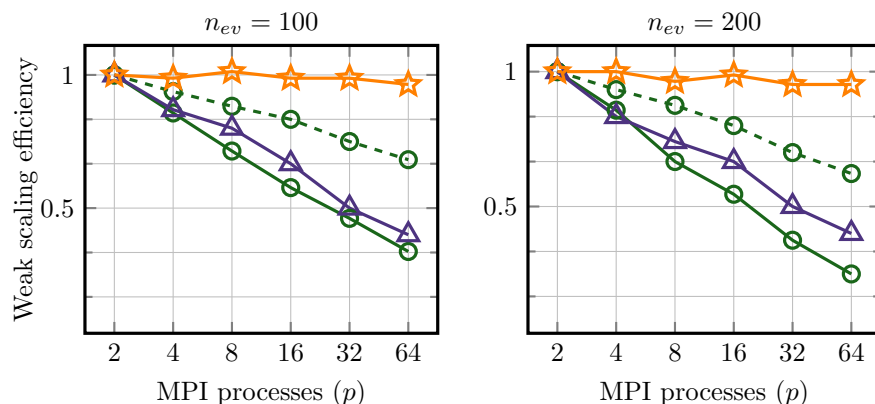 n_{ev} = 100
Weak scaling efficiency
1
0.5
2 4 8 16 32 64
MPI processes (p)
n_{ev} = 200
1
0.5
2 4 8 16 32 64
MPI processes (p)